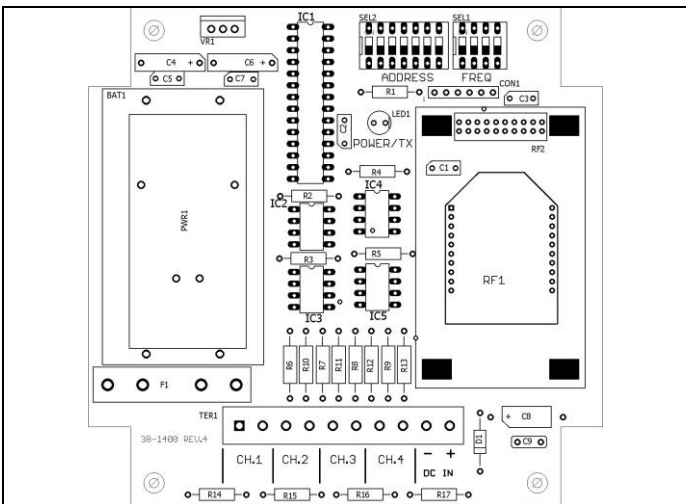 IC1
SEL2
SEL1
VR1
C4 +
C6 +
C5
C7
ADDRESS
FREQ
BAT1
R1
1
CON1
C3
C2
LED1
POWER/TX
RF2
C1
R4
R2
IC4
IC2
PWR1
R3
R5
RF1
IC3
IC5
R6
R10
R7
R11
R8
R12
R9
R13
F1
TER1
+ C8
D1
C9
38-1400 REV.4
CH.1
CH.2
CH.3
CH.4
- +
DC IN
R14
R15
R16
R17